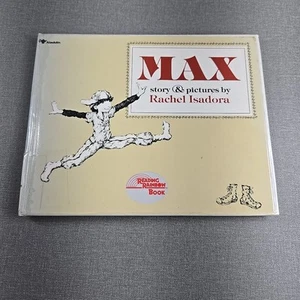 MAX
story & pictures by
Rachel Isadora
READING
RAINBOW
BOOK